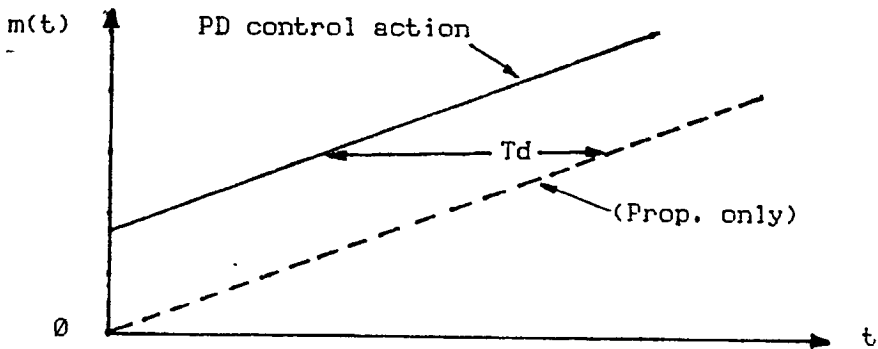 m(t)
PD control action
Td
(Prop. only)
Ø
t